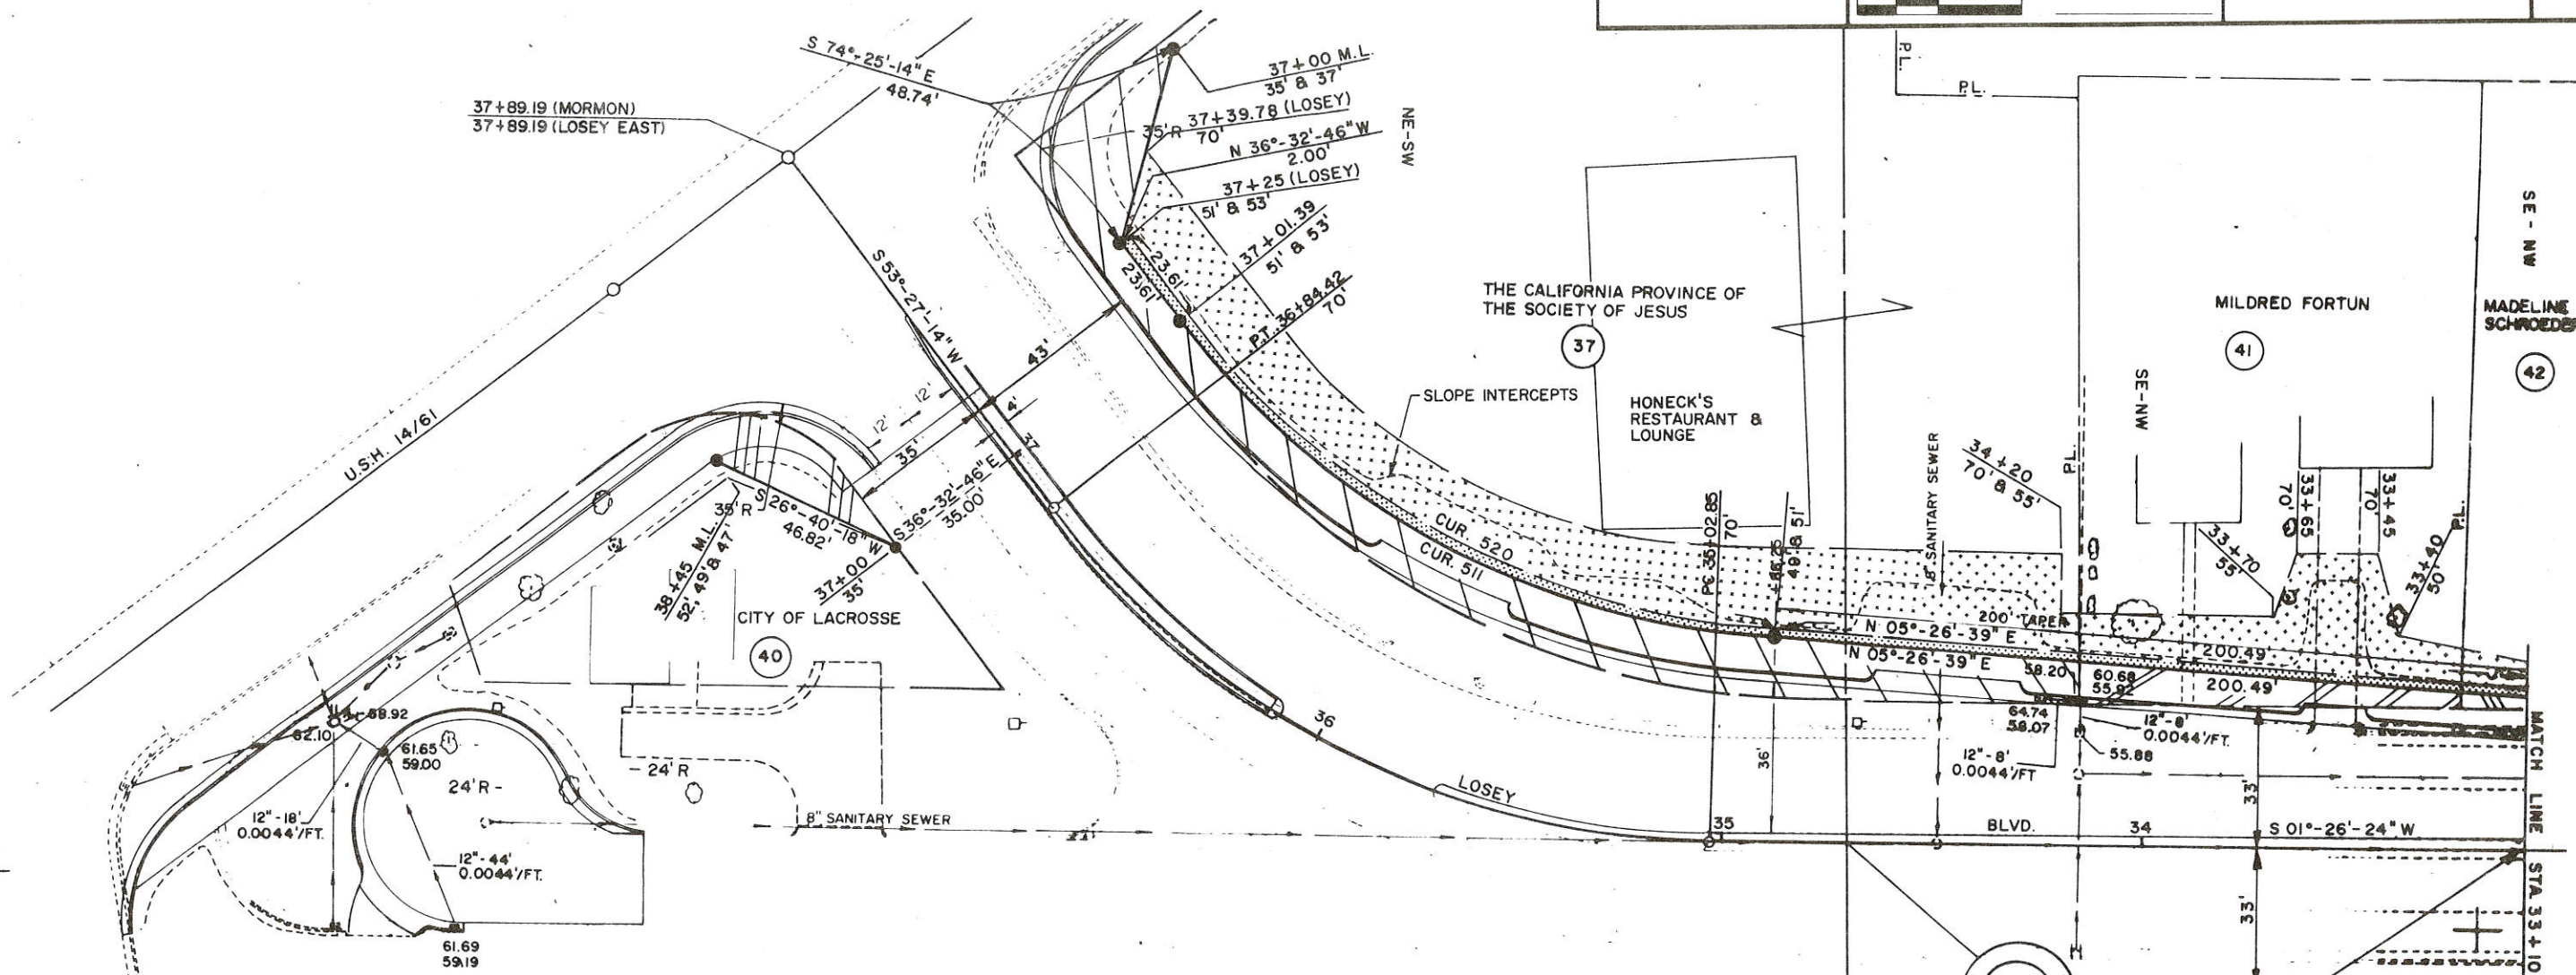 S 74°-25'-14" E
48.74'
37+89.19 (MORMON)
37+89.19 (LOSEY EAST)
37+00 M.L.
35' & 37'
35'R
37+39.78 (LOSEY)
70'
N 36°-32'-46" W
2.00'
37+25 (LOSEY)
51' & 53'
37+01.39
51' & 53'
P.T. 36+84.42
70'
NE-SW
23.61'
23.61'
S 53°-27'-14" W
43'
4'
37
12'
12'
12'
35'
U.S.H. 14/61
S 36°-32'-46" E
35.00'
35'R
S 26°-40'-18" W
46.82'
38+45 M.L.
52', 49' & 47'
37+00
35'
CITY OF LACROSSE
40
THE CALIFORNIA PROVINCE OF
THE SOCIETY OF JESUS
37
SLOPE INTERCEPTS
HONECK'S
RESTAURANT &
LOUNGE
CUR. 520
CUR. 511
P.L.
P.L.
MILDRED FORTUN
41
SE-NW
SE - NW
MADELINE
SCHROEDER
42
8" SANITARY SEWER
34+20
70' & 55'
P.L.
PC 35+02.85
70'
49' & 51'
33+70
55'
33+65
70'
33+45
70'
33+40
50'
P.L.
200' TAPER
N 05°-26'-39" E
200.49'
N 05°-26'-39" E
200.49'
58.20
60.68
55.92
64.74
56.07
12"-8'
0.0044'/FT.
12"-8'
0.0044'/FT
55.88
36'
33'
33'
36
LOSEY
35
BLVD.
34
S 01°-26'-24" W
MATCH LINE STA 33+10
58.92
62.10
61.65
59.00
24'R
24'R
12"-18'
0.0044'/FT.
8" SANITARY SEWER
12"-44'
0.0044'/FT.
61.69
59.19